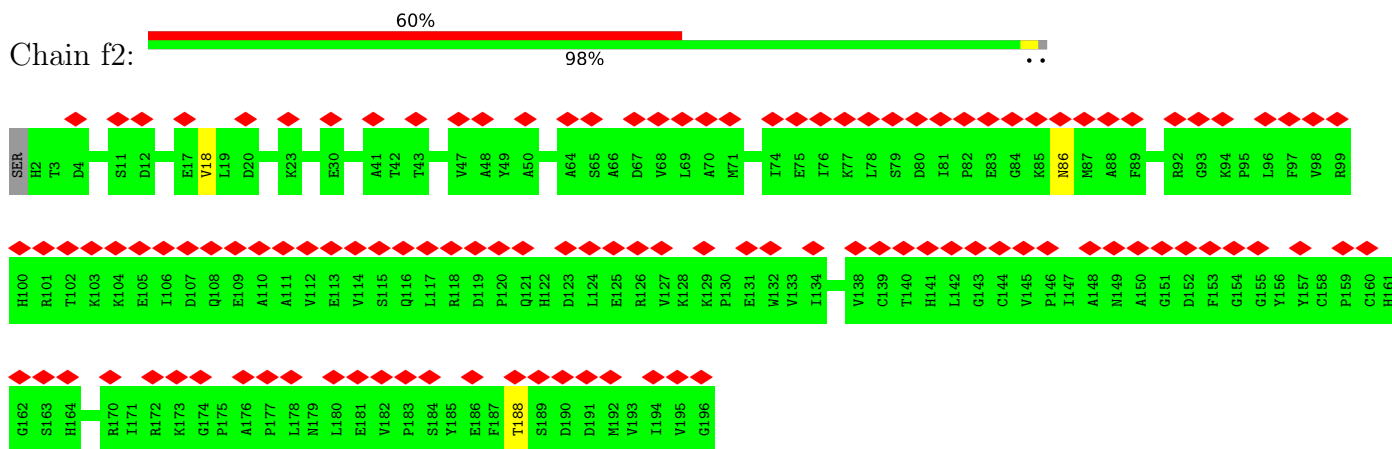 60%
Chain f2:
98%
..
SER H2 T3 D4 S11 D12 E17 V18 L19 D20 K23 E30 A41 T42 T43 V47 A48 Y49 A50 A64 S65 A66 D67 V68 L69 A70 M71 I74 E75 I76 K77 L78 S79 D80 I81 P82 E83 G84 K85 N86 M87 A88 F89 R92 G93 K94 P95 L96 F97 V98 R99
H100 R101 T102 K103 K104 E105 I106 D107 Q108 E109 A110 A111 V112 E113 V114 S115 Q116 L117 R118 D119 P120 Q121 H122 D123 L124 E125 R126 V127 K128 K129 P130 E131 W132 V133 I134 V138 C139 T140 H141 L142 G143 C144 V145 P146 I147 A148 N149 A150 G151 D152 F153 G154 G155 Y156 Y157 C158 P159 C160 H161
G162 S163 H164 R170 I171 R172 K173 G174 P175 A176 P177 L178 N179 L180 E181 V182 P183 S184 Y185 E186 F187 T188 S189 D190 D191 M192 V193 I194 V195 G196